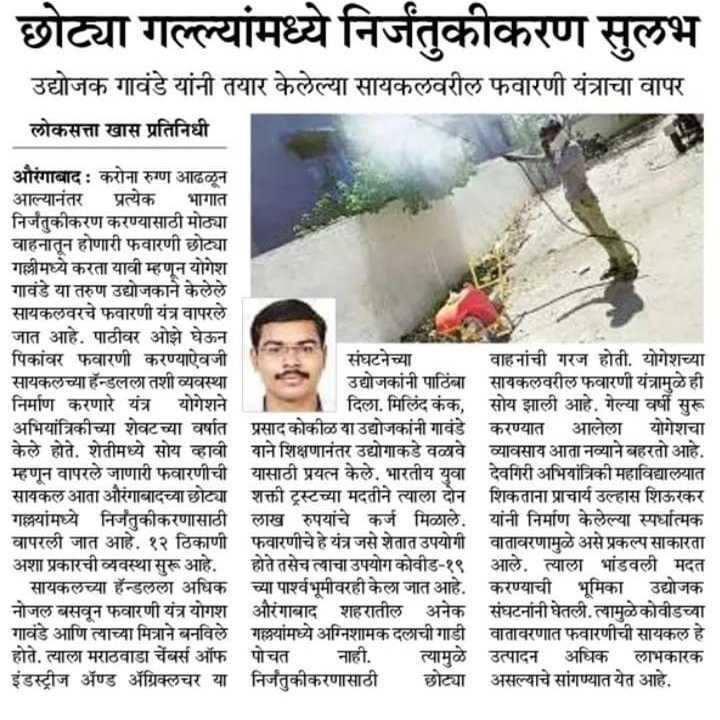 छोट्या गल्ल्यांमध्ये निर्जंतुकीकरण सुलभ
उद्योजक गावंडे यांनी तयार केलेल्या सायकलवरील फवारणी यंत्राचा वापर
लोकसत्ता खास प्रतिनिधी
औरंगाबाद : करोना रुग्ण आढळून
आल्यानंतर प्रत्येक भागात
निर्जंतुकीकरण करण्यासाठी मोठ्या
वाहनातून होणारी फवारणी छोट्या
गल्लीमध्ये करता यावी म्हणून योगेश
गावंडे या तरुण उद्योजकाने केलेले
सायकलवरचे फवारणी यंत्र वापरले
जात आहे. पाठीवर ओझे घेऊन
पिकांवर फवारणी करण्याऐवजी
सायकलच्या हॅन्डलला तशी व्यवस्था
निर्माण करणारे यंत्र योगेशने
अभियांत्रिकीच्या शेवटच्या वर्षात
केले होते. शेतीमध्ये सोय व्हावी
म्हणून वापरले जाणारी फवारणीची
सायकल आता औरंगाबादच्या छोट्या
गल्लयांमध्ये निर्जंतुकीकरणासाठी
वापरली जात आहे. १२ ठिकाणी
अशा प्रकारची व्यवस्था सुरू आहे.
सायकलच्या हॅन्डलला अधिक
नोजल बसवून फवारणी यंत्र योगश
गावंडे आणि त्याच्या मित्राने बनविले
होते. त्याला मराठवाडा चेंबर्स ऑफ
इंडस्ट्रीज ॲण्ड ॲग्रिक्लचर या
संघटनेच्या
उद्योजकांनी पाठिंबा
दिला. मिलिंद कंक,
प्रसाद कोकीळ या उद्योजकांनी गावंडे
याने शिक्षणानंतर उद्योगाकडे वळावे
यासाठी प्रयत्न केले. भारतीय युवा
शक्ती ट्रस्टच्या मदतीने त्याला दोन
लाख रुपयांचे कर्ज मिळाले.
फवारणीचे हे यंत्र जसे शेतात उपयोगी
होते तसेच त्याचा उपयोग कोवीड-१९
च्या पार्श्वभूमीवरही केला जात आहे.
औरंगाबाद शहरातील अनेक
गल्लयांमध्ये अग्निशामक दलाची गाडी
पोचत नाही. त्यामुळे
निर्जंतुकीकरणासाठी छोट्या
वाहनांची गरज होती. योगेशच्या
सायकलवरील फवारणी यंत्रामुळे ही
सोय झाली आहे. गेल्या वर्षी सुरू
करण्यात आलेला योगेशचा
व्यावसाय आता नव्याने बहरतो आहे.
देवगिरी अभियांत्रिकी महाविद्यालयात
शिकताना प्राचार्य उल्हास शिऊरकर
यांनी निर्माण केलेल्या स्पर्धात्मक
वातावरणामुळे असे प्रकल्प साकारता
आले. त्याला भांडवली मदत
करण्याची भूमिका उद्योजक
संघटनांनी घेतली. त्यामुळे कोवीडच्या
वातावरणात फवारणीची सायकल हे
उत्पादन अधिक लाभकारक
असल्याचे सांगण्यात येत आहे.